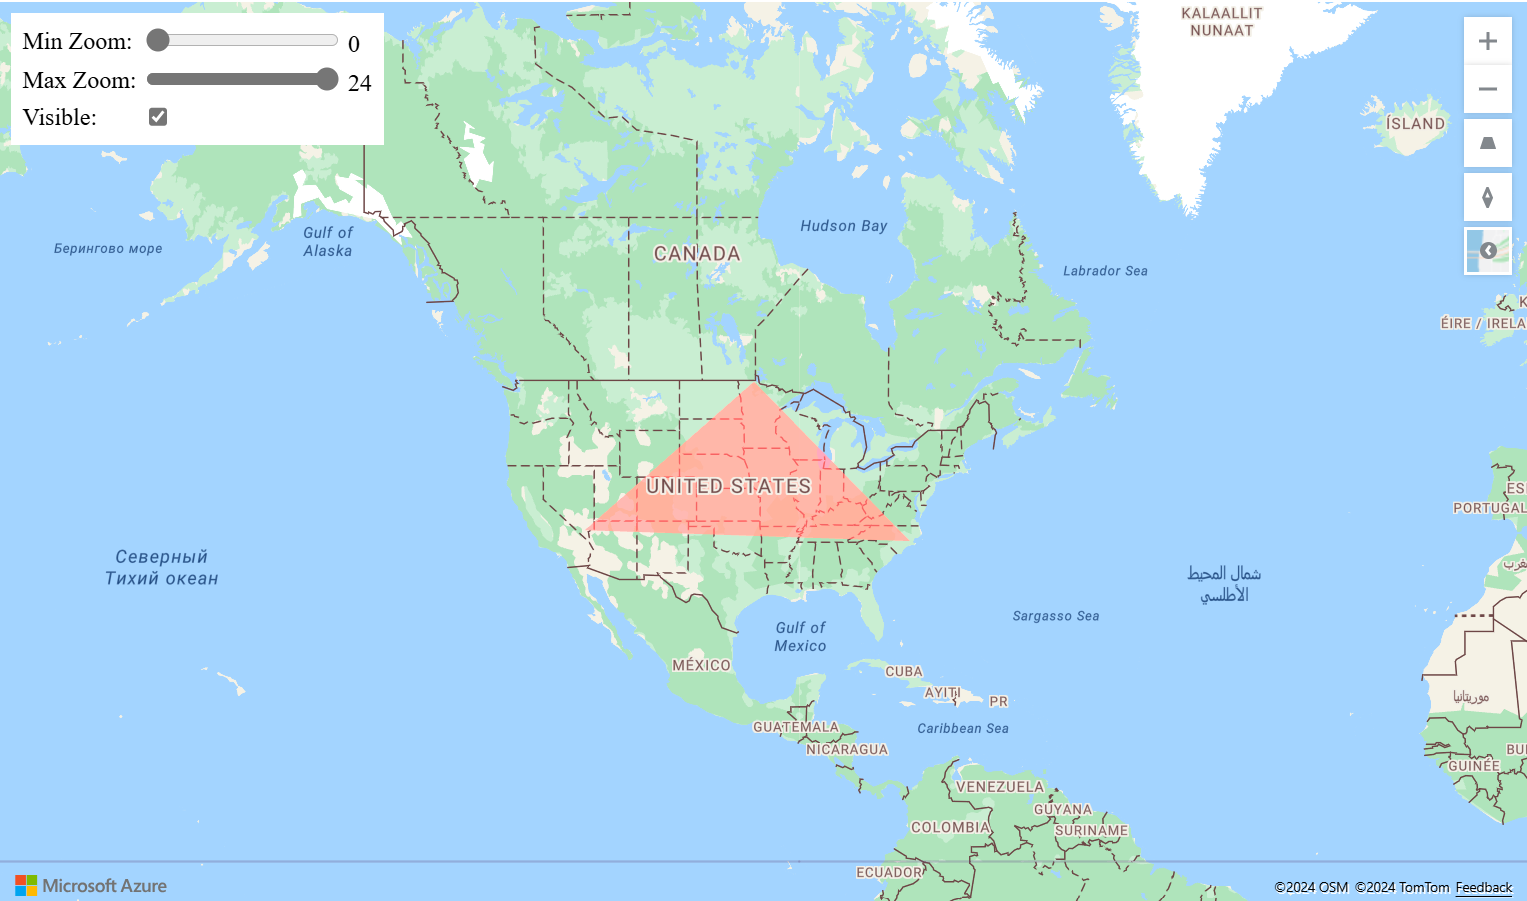 Min Zoom: 0
Max Zoom: 24
Visible:
KALAALLIT
NUNAAT
ÍSLAND
Hudson Bay
Gulf of
Alaska
Берингово море
CANADA
Labrador Sea
ÉIRE / IRELA
UNITED STATES
ES
PORTUGAL
Северный
Тихий океан
شمال المحيط
الأطلسي
Sargasso Sea
Gulf of
Mexico
MÉXICO
CUBA
AYITI
PR
موريتانيا
GUATEMALA
Caribbean Sea
NICARAGUA
BU
GUINÉE
VENEZUELA
GUYANA
COLOMBIA
SURINAME
ECUADOR
Microsoft Azure
©2024 OSM ©2024 TomTom Feedback